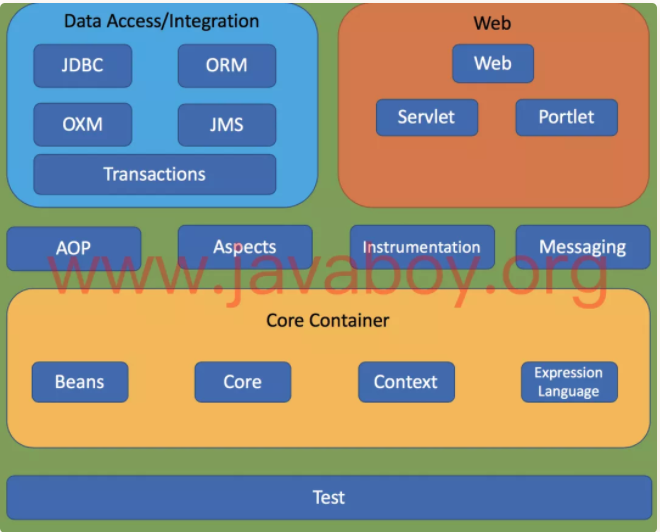 Data Access/Integration
Web
JDBC
ORM
Web
OXM
JMS
Servlet
Portlet
Transactions
AOP
Aspects
Instrumentation
Messaging
www.javaboy.org
Core Container
Beans
Core
Context
Expression
Language
Test